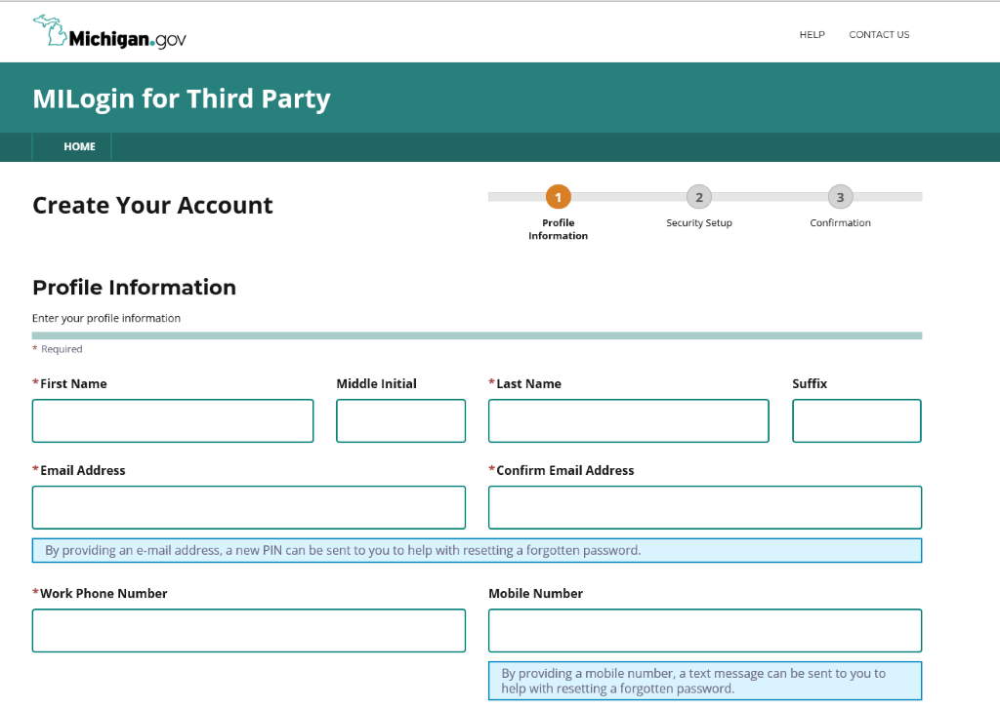 Michigan.gov
HELP CONTACT US
MILogin for Third Party
HOME
Create Your Account
1 2 3
Profile Information Security Setup Confirmation
Profile Information
Enter your profile information
* Required
*First Name Middle Initial *Last Name Suffix
*Email Address *Confirm Email Address
By providing an e-mail address, a new PIN can be sent to you to help with resetting a forgotten password.
*Work Phone Number Mobile Number
By providing a mobile number, a text message can be sent to you to
help with resetting a forgotten password.